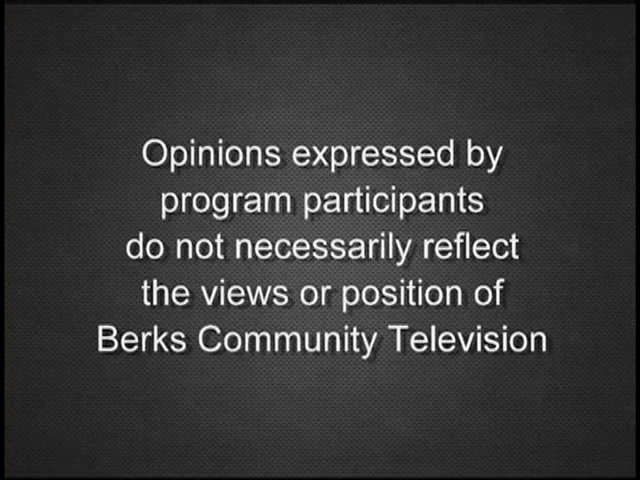 Opinions expressed by
program participants
do not necessarily reflect
the views or position of
Berks Community Television